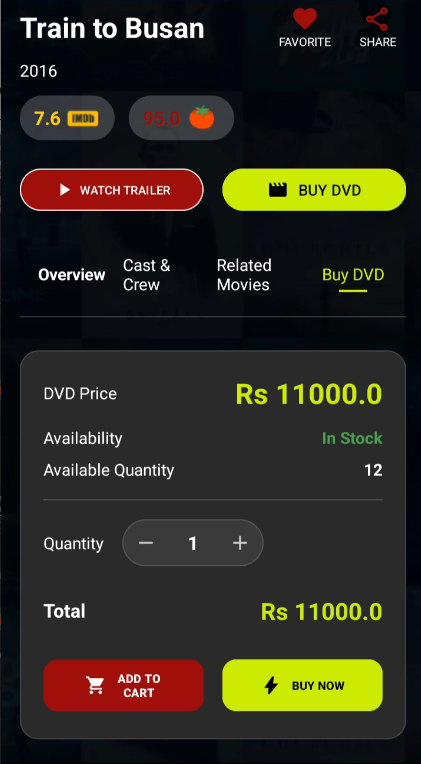 Train to Busan
FAVORITE
SHARE
2016
7.6 IMDb
95.0
WATCH TRAILER
BUY DVD
Overview
Cast &
Crew
Related
Movies
Buy DVD
DVD Price
Rs 11000.0
Availability
In Stock
Available Quantity
12
Quantity
1
Total
Rs 11000.0
ADD TO
CART
BUY NOW